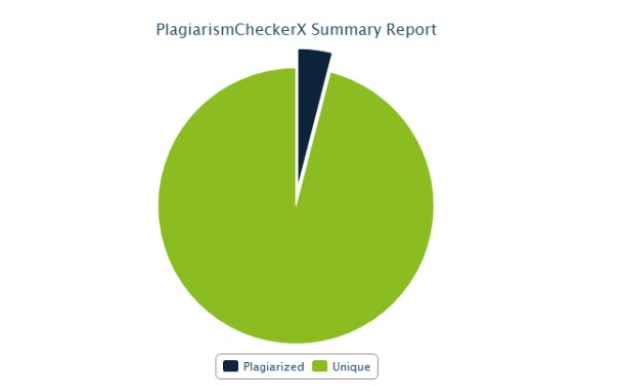 PlagiarismCheckerX Summary Report
Plagiarized Unique